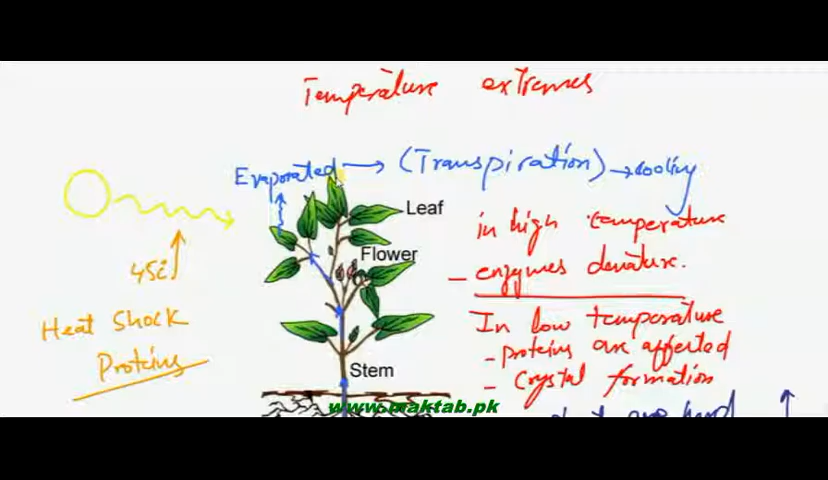 Temperature extremes
Evaporated → (Transpiration) → cooling
Leaf
in high temperature
Flower
- enzymes denature.
45c
Heat Shock
Proteins
In low temperature
- proteins are affected
- Crystal formation
Stem
www.maktab.pk